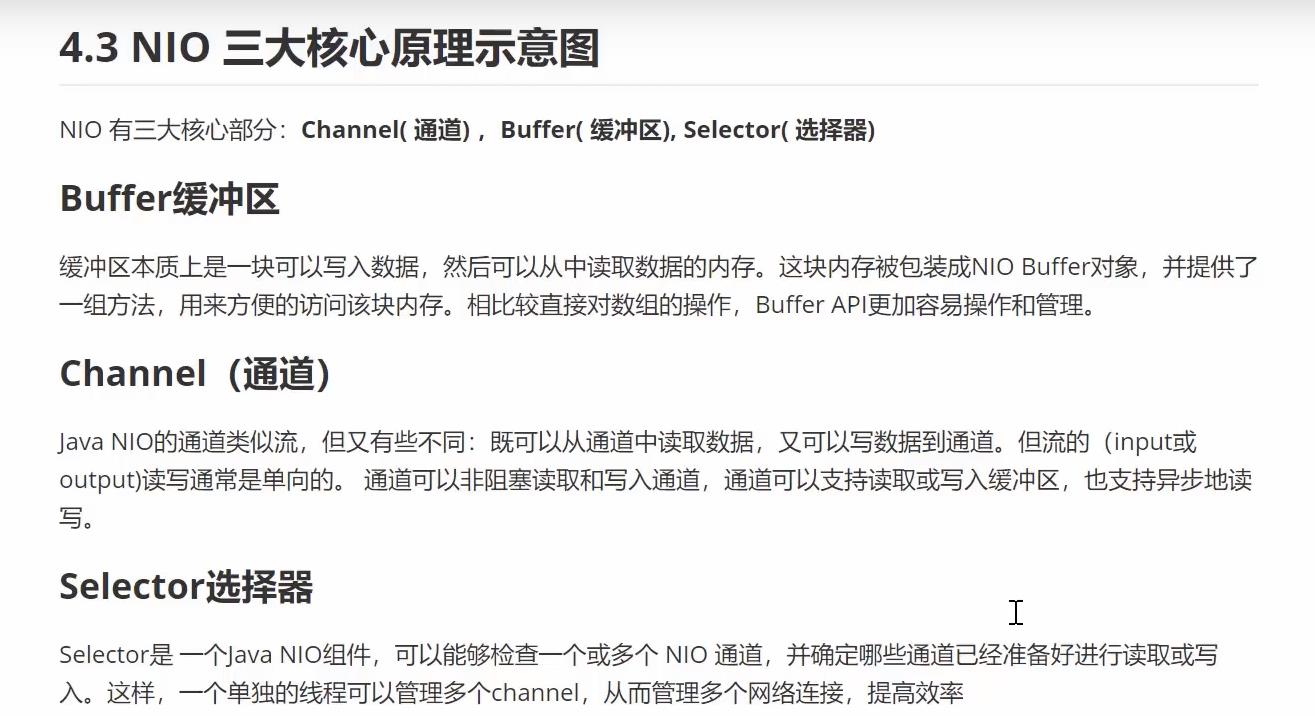 4.3 NIO 三大核心原理示意图
NIO 有三大核心部分：Channel( 通道) ，Buffer( 缓冲区), Selector( 选择器)
Buffer缓冲区
缓冲区本质上是一块可以写入数据，然后可以从中读取数据的内存。这块内存被包装成NIO Buffer对象，并提供了
一组方法，用来方便的访问该块内存。相比较直接对数组的操作，Buffer API更加容易操作和管理。
Channel（通道)
Java NIO的通道类似流，但又有些不同：既可以从通道中读取数据，又可以写数据到通道。但流的（input或
output)读写通常是单向的。 通道可以非阻塞读取和写入通道，通道可以支持读取或写入缓冲区，也支持异步地读
写。
Selector选择器
Selector是 一个Java NIO组件，可以能够检查一个或多个 NIO 通道，并确定哪些通道已经准备好进行读取或写
入。这样，一个单独的线程可以管理多个channel，从而管理多个网络连接，提高效率